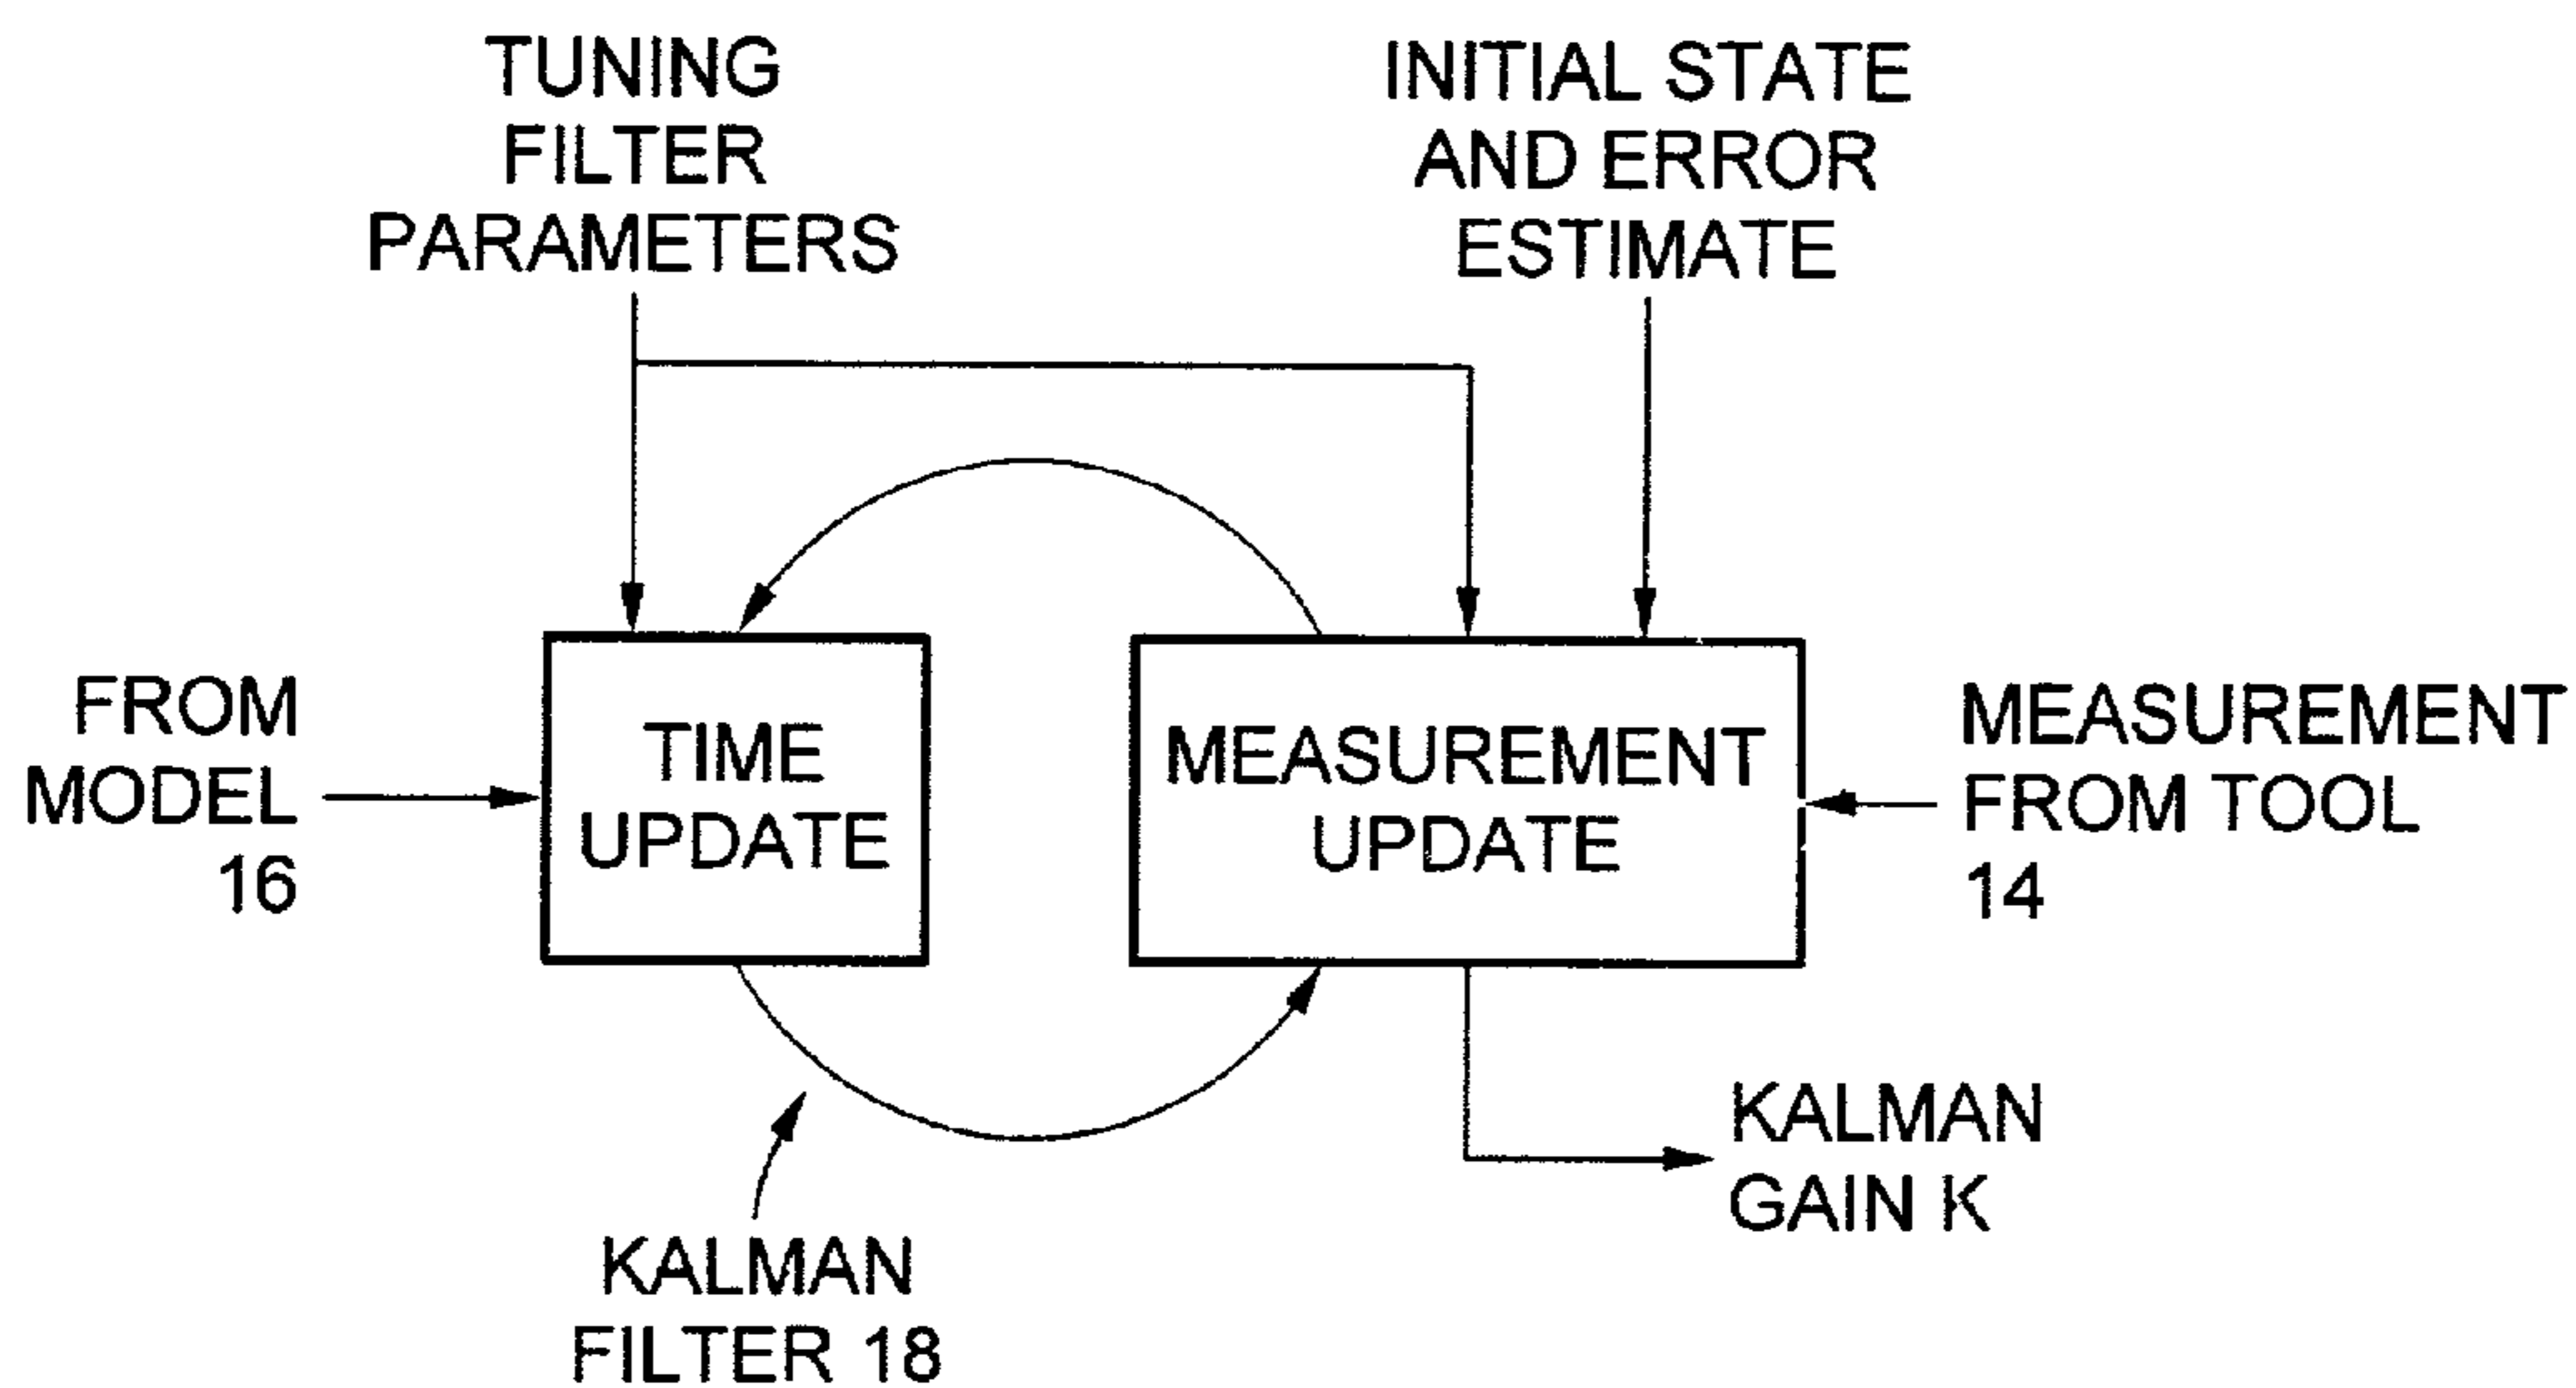 TUNING
FILTER
PARAMETERS
INITIAL STATE
AND ERROR
ESTIMATE
FROM
MODEL
16
TIME
UPDATE
MEASUREMENT
UPDATE
MEASUREMENT
FROM TOOL
14
KALMAN
GAIN K
KALMAN
FILTER 18